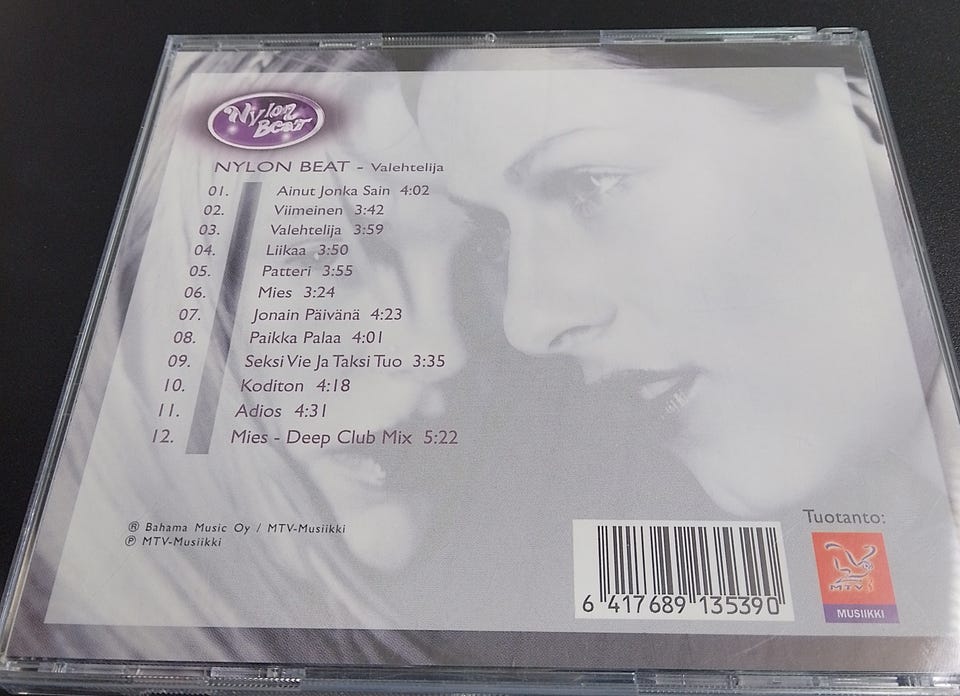 Nylon
Beat
NYLON BEAT - Valehtelija
01. Ainut Jonka Sain 4:02
02. Viimeinen 3:42
03. Valehtelija 3:59
04. Liikaa 3:50
05. Patteri 3:55
06. Mies 3:24
07. Jonain Päivänä 4:23
08. Paikka Palaa 4:01
09. Seksi Vie Ja Taksi Tuo 3:35
10. Koditon 4:18
11. Adios 4:31
12. Mies - Deep Club Mix 5:22
® Bahama Music Oy / MTV-Musiikki
℗ MTV-Musiikki
Tuotanto:
MTV3
MUSIIKKI
6 417689 135390